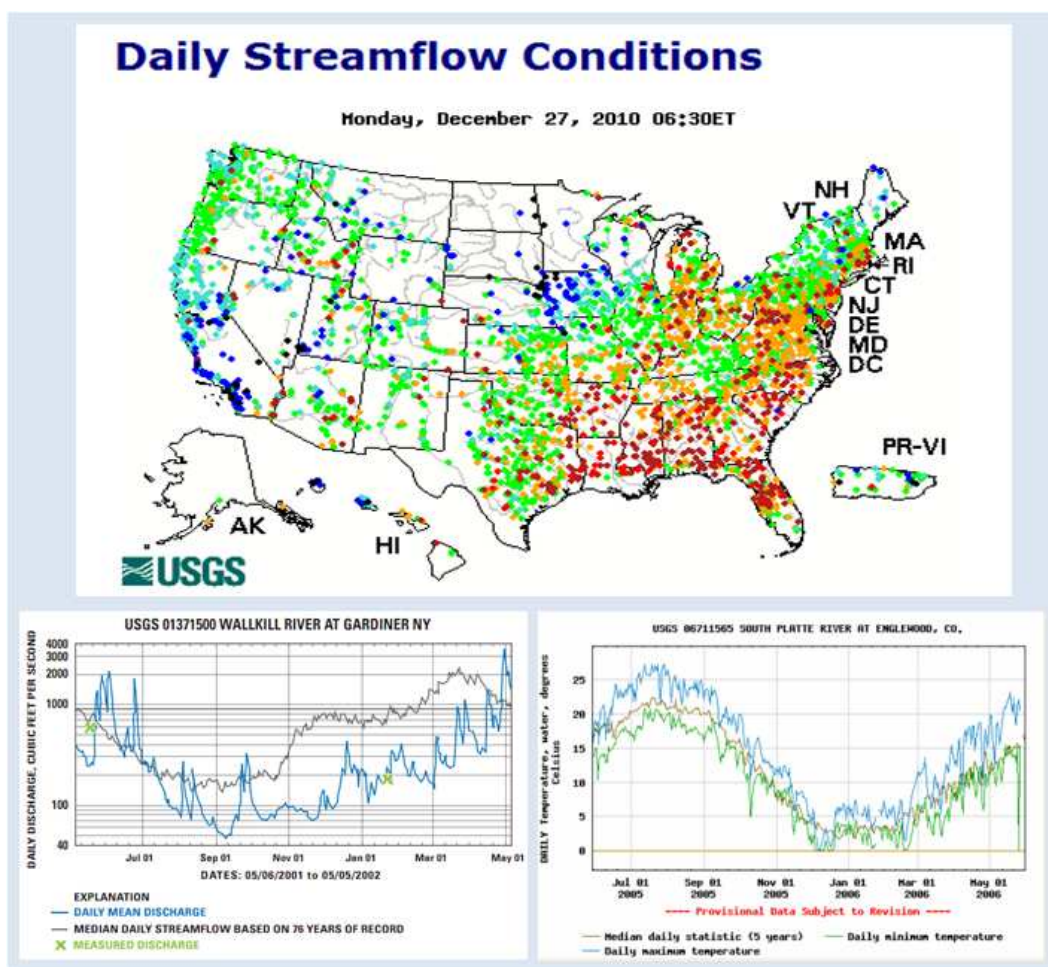 Daily Streamflow Conditions
Monday, December 27, 2010 06:30ET
NH
VT
MA
RI
CT
NJ
DE
MD
DC
PR-VI
AK
HI
USGS
USGS 01371500 WALLKILL RIVER AT GARDINER NY
DAILY DISCHARGE, CUBIC FEET PER SECOND
4000
3000
2000
1000
100
40
Jul 01
Sep 01
Nov 01
Jan 01
Mar 01
May 01
DATES: 05/06/2001 to 05/05/2002
EXPLANATION
DAILY MEAN DISCHARGE
MEDIAN DAILY STREAMFLOW BASED ON 76 YEARS OF RECORD
MEASURED DISCHARGE
USGS 06711565 SOUTH PLATTE RIVER AT ENGLEWOOD, CO.
DAILY Temperature, water, degrees
Celsius
25
20
15
10
5
0
Jul 01 Sep 01 Nov 01 Jan 01 Mar 01 May 01
2005 2005 2005 2006 2006 2006
---- Provisional Data Subject to Revision ----
Median daily statistic (5 years) Daily minimum temperature
Daily maximum temperature